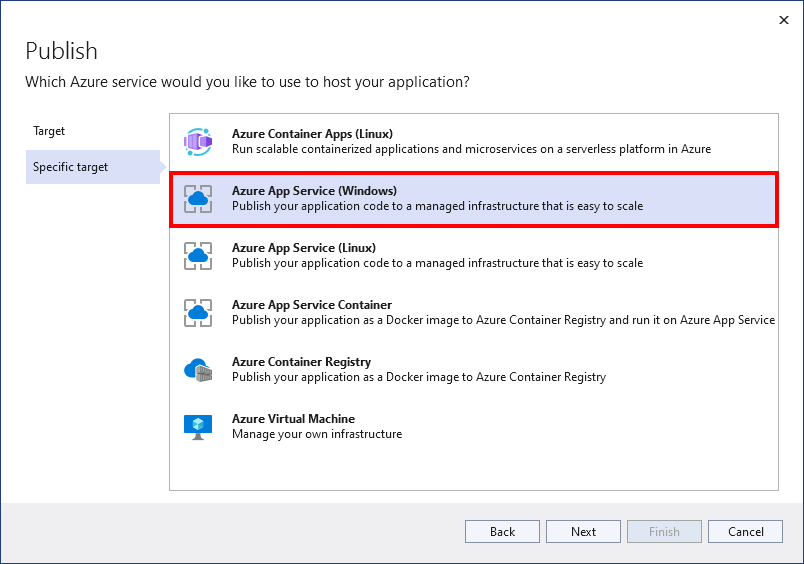 Publish
Which Azure service would you like to use to host your application?
Target
Specific target
Azure Container Apps (Linux)
Run scalable containerized applications and microservices on a serverless platform in Azure
Azure App Service (Windows)
Publish your application code to a managed infrastructure that is easy to scale
Azure App Service (Linux)
Publish your application code to a managed infrastructure that is easy to scale
Azure App Service Container
Publish your application as a Docker image to Azure Container Registry and run it on Azure App Service
Azure Container Registry
Publish your application as a Docker image to Azure Container Registry
Azure Virtual Machine
Manage your own infrastructure
Back
Next
Finish
Cancel